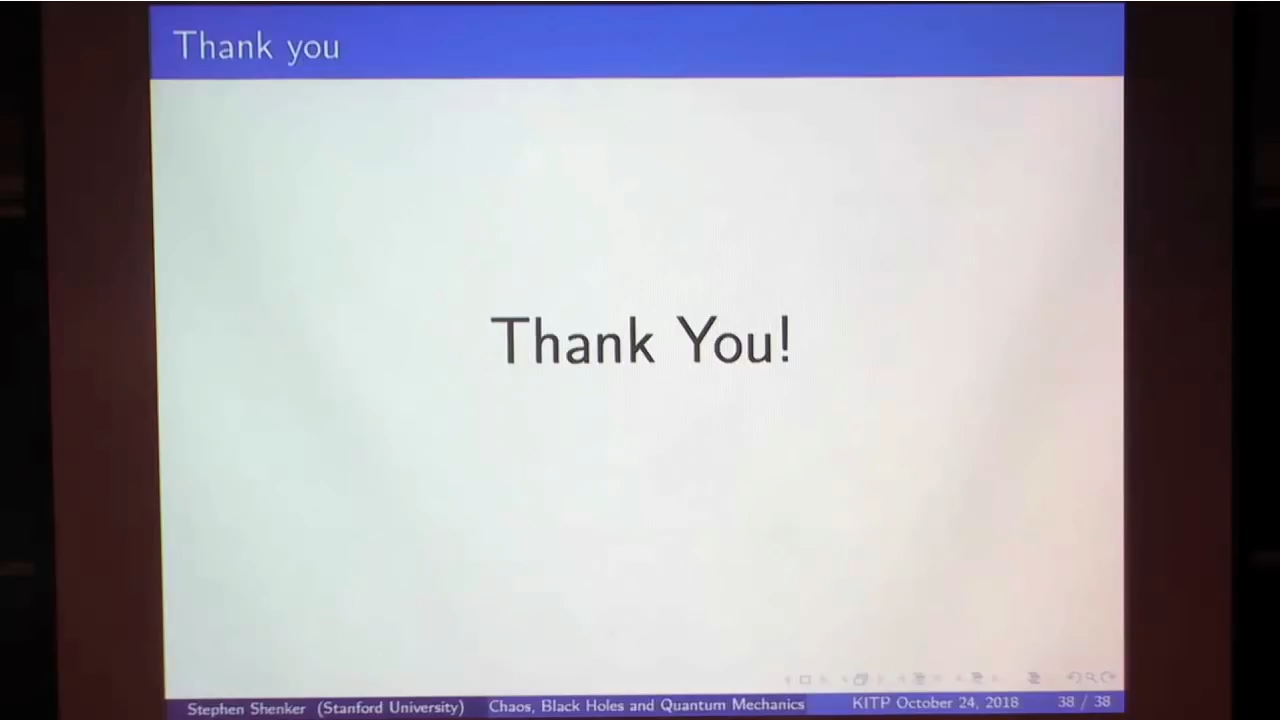 Thank you
Thank You!
Stephen Shenker (Stanford University) Chaos, Black Holes and Quantum Mechanics KITP October 24, 2018 38 / 38